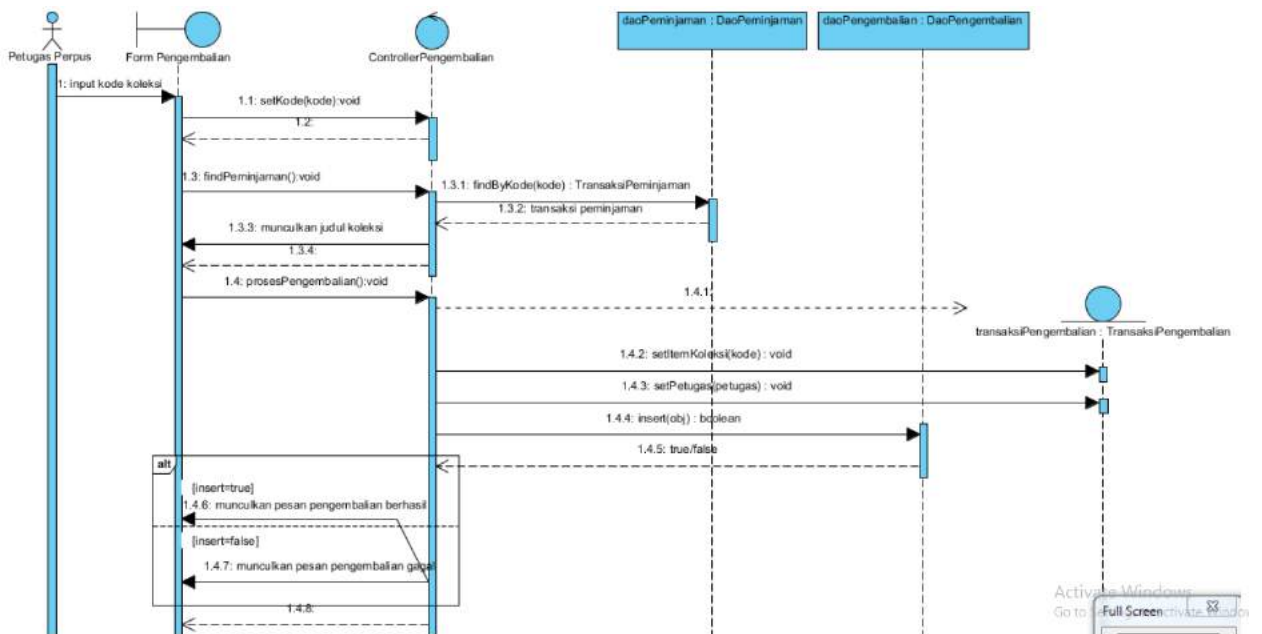 daoPeminjaman : DaoPeminjaman
daoPengembalian : DaoPengembalian
Petugas Perpus
Form Pengembalian
ControllerPengembalian
1: input kode koleksi
1.1: setKode(kode):void
1.2:
1.3: findPeminjaman():void
1.3.1: findByKode(kode) : TransaksiPeminjaman
1.3.2: transaksi peminjaman
1.3.3: munculkan judul koleksi
1.3.4:
1.4: prosesPengembalian():void
1.4.1:
transaksiPengembalian : TransaksiPengembalian
1.4.2: setItemKoleksi(kode) : void
1.4.3: setPetugas(petugas) : void
1.4.4: insert(obj) : boolean
1.4.5: true/false
alt
[insert=true]
1.4.6: munculkan pesan pengembalian berhasil
[insert=false]
1.4.7: munculkan pesan pengembalian gagal
1.4.8:
Activate Windows
Go to
Full Screen